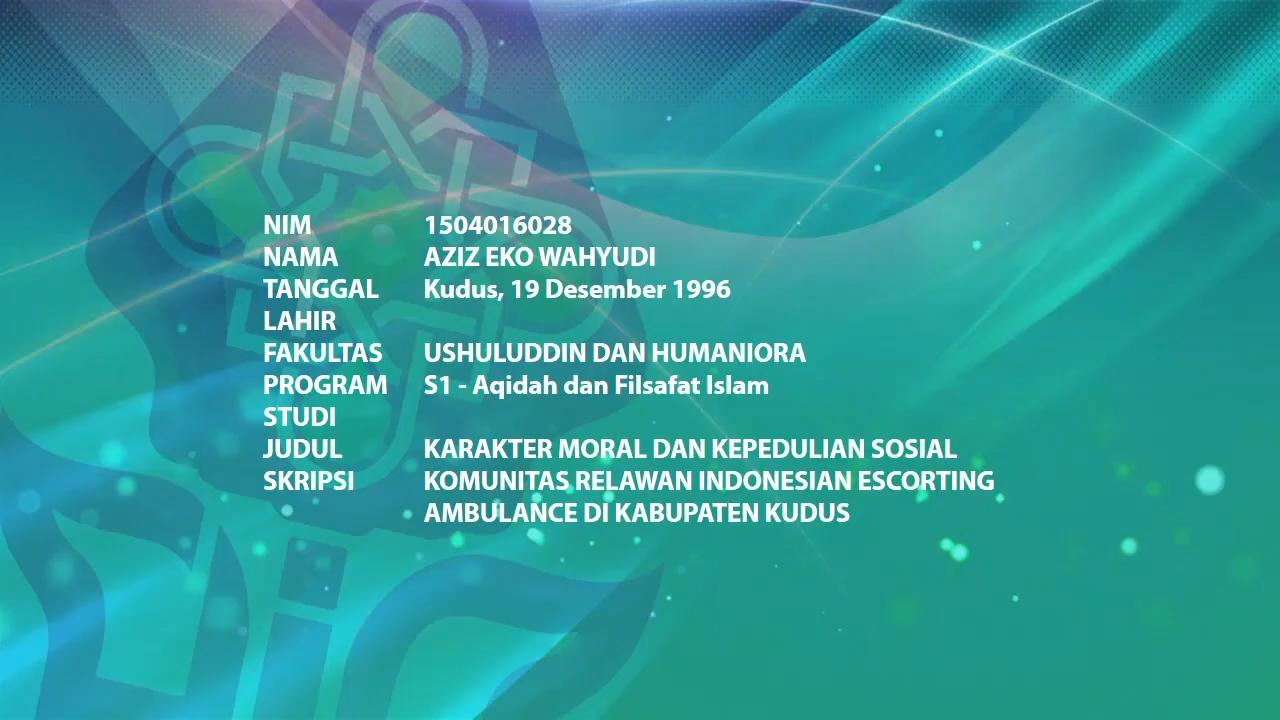 NIM 1504016028
NAMA AZIZ EKO WAHYUDI
TANGGAL Kudus, 19 Desember 1996
LAHIR
FAKULTAS USHULUDDIN DAN HUMANIORA
PROGRAM S1 - Aqidah dan Filsafat Islam
STUDI
JUDUL KARAKTER MORAL DAN KEPEDULIAN SOSIAL
SKRIPSI KOMUNITAS RELAWAN INDONESIAN ESCORTING
AMBULANCE DI KABUPATEN KUDUS